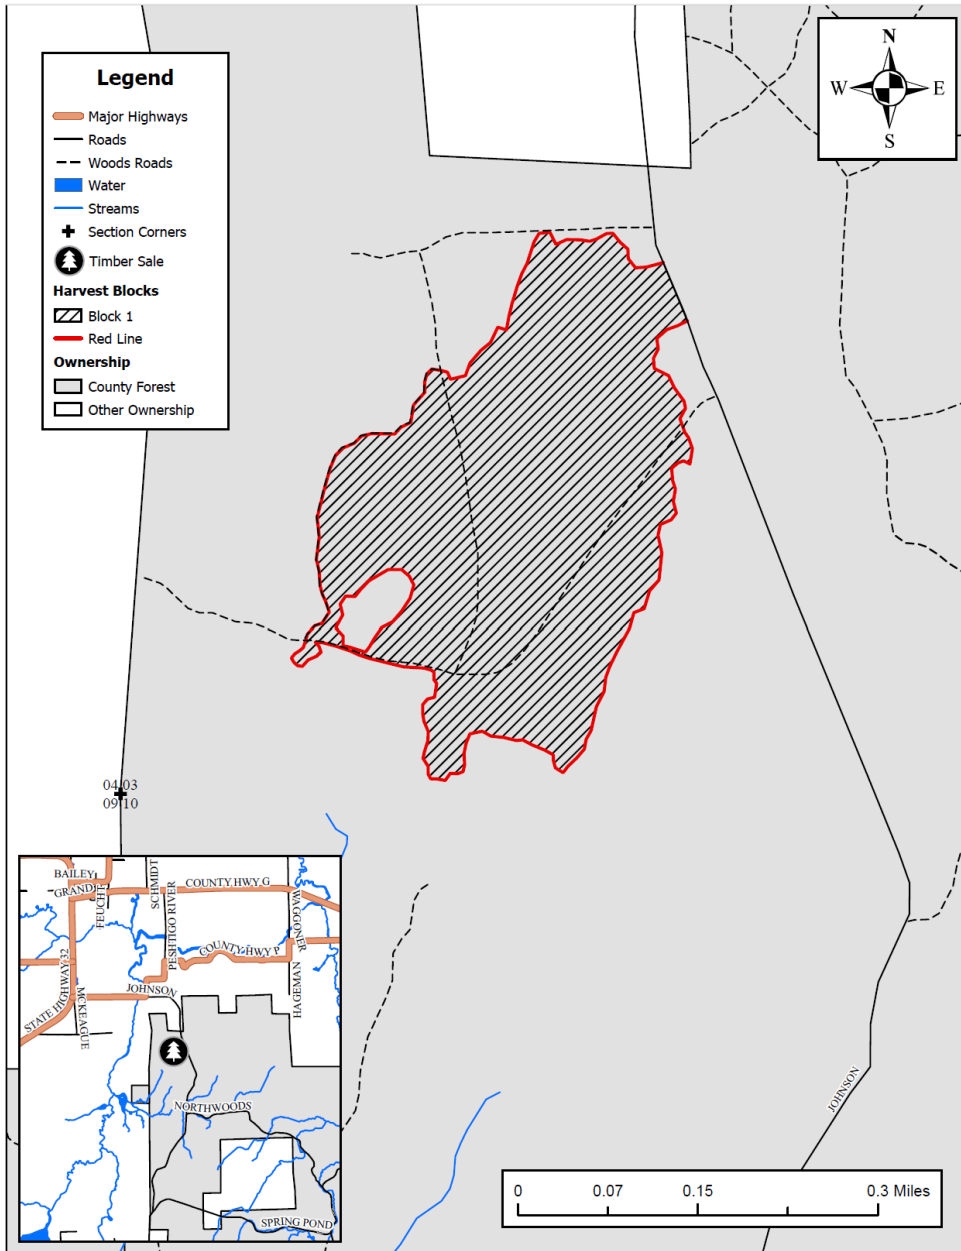 Legend
Major Highways
Roads
Woods Roads
Water
Streams
Section Corners
Timber Sale
Harvest Blocks
Block 1
Red Line
Ownership
County Forest
Other Ownership
N
W E
S
04 03
09 10
BAILEY
GRAND
FEUCHT
SCHMIDT
COUNTY HWY G
PESHTIGO RIVER
WAGGONER
COUNTY HWY P
STATE HIGHWAY 32
MCKEAGUE
JOHNSON
HAGEMAN
NORTHWOODS
SPRING POND
JOHNSON
0 0.07 0.15 0.3 Miles